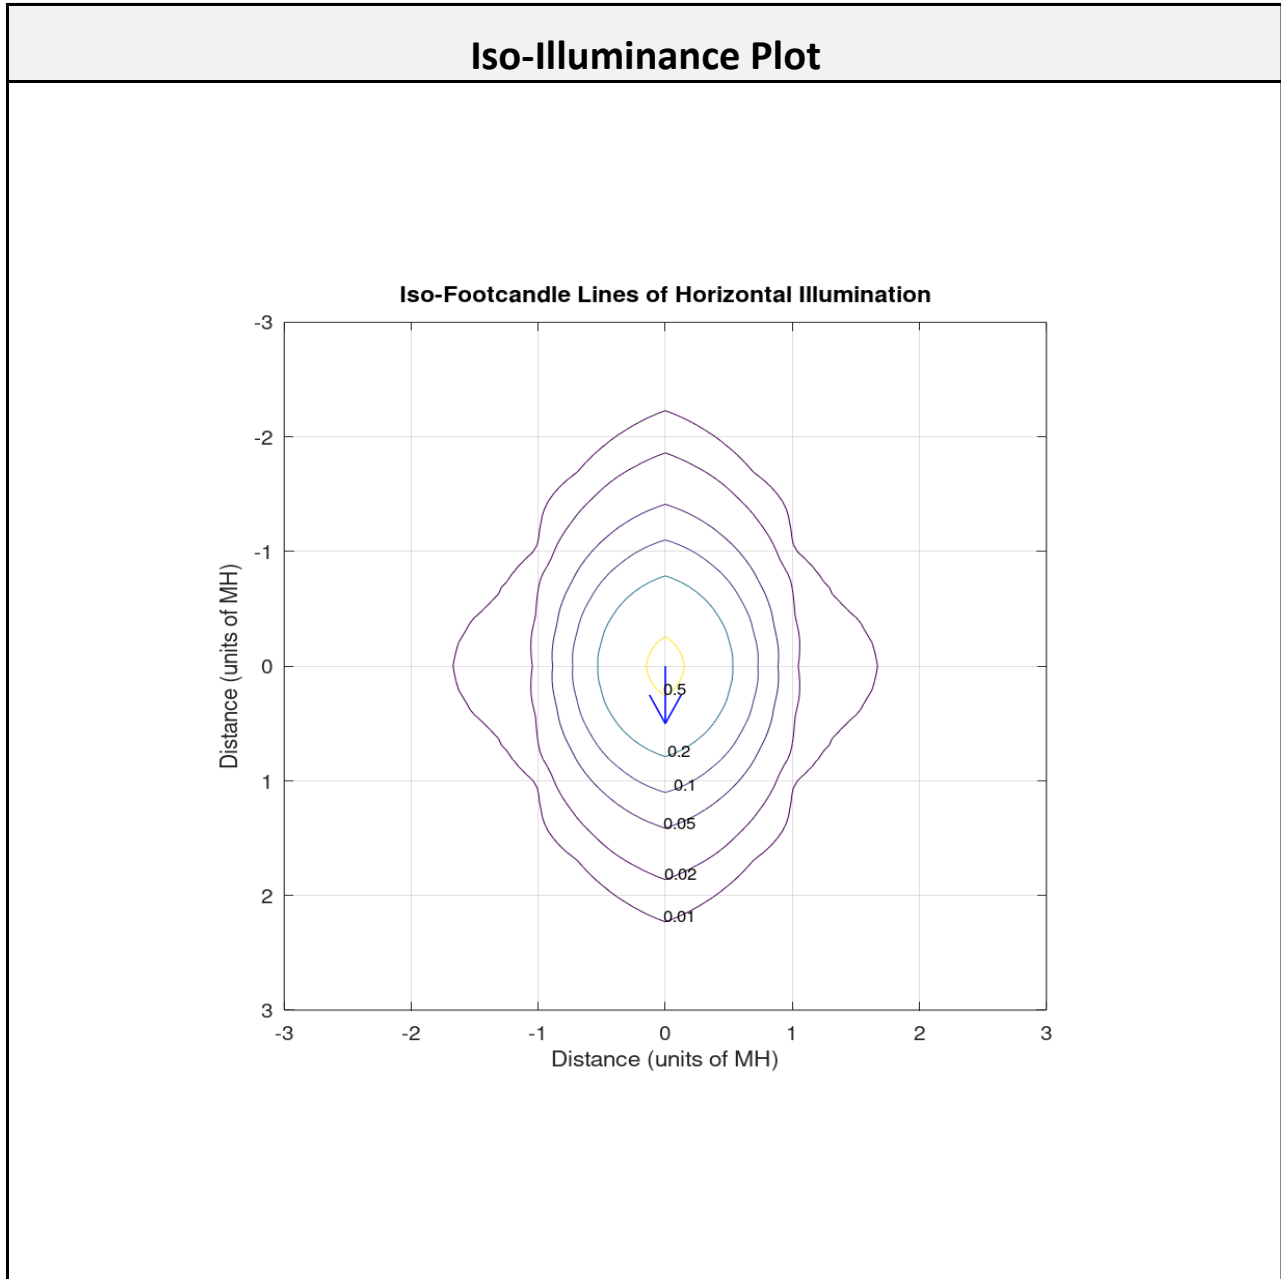 Iso-Illuminance Plot
Iso-Footcandle Lines of Horizontal Illumination
-3
-2
-1
0
1
2
3
Distance (units of MH)
0.5
0.2
0.1
0.05
0.02
0.01
-3 -2 -1 0 1 2 3
Distance (units of MH)